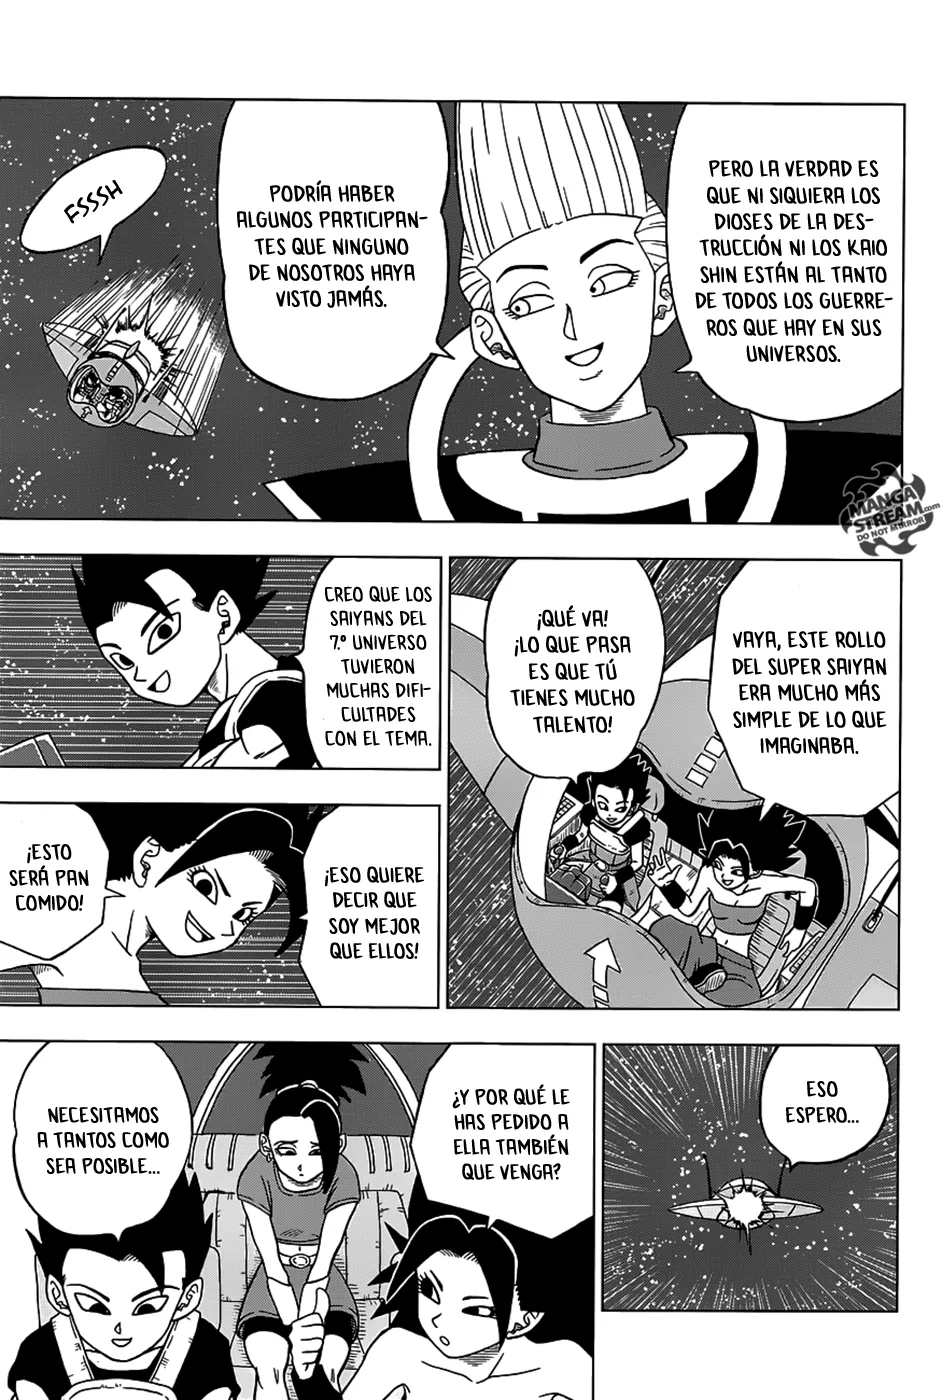 PERO LA VERDAD ES
QUE NI SIQUIERA LOS
DIOSES DE LA DES-
TRUCCIÓN NI LOS KAIO
SHIN ESTÁN AL TANTO
DE TODOS LOS GUERRE-
ROS QUE HAY EN SUS
UNIVERSOS.
PODRÍA HABER
ALGUNOS PARTICIPAN-
TES QUE NINGUNO
DE NOSOTROS HAYA
VISTO JAMÁS.
FSSSH
MANGA
STREAM.com
DO NOT MIRROR
VAYA, ESTE ROLLO
DEL SUPER SAIYAN
ERA MUCHO MÁS
SIMPLE DE LO QUE
IMAGINABA.
¡QUÉ VA!
¡LO QUE PASA
ES QUE TÚ
TIENES MUCHO
TALENTO!
CREO QUE LOS
SAIYANS DEL
7.º UNIVERSO
TUVIERON
MUCHAS DIFI-
CULTADES
CON EL TEMA.
¡ESO QUIERE
DECIR QUE
SOY MEJOR
QUE ELLOS!
¡ESTO
SERÁ PAN
COMIDO!
ESO
ESPERO...
¿Y POR QUÉ LE
HAS PEDIDO A
ELLA TAMBIÉN
QUE VENGA?
NECESITAMOS
A TANTOS COMO
SEA POSIBLE...